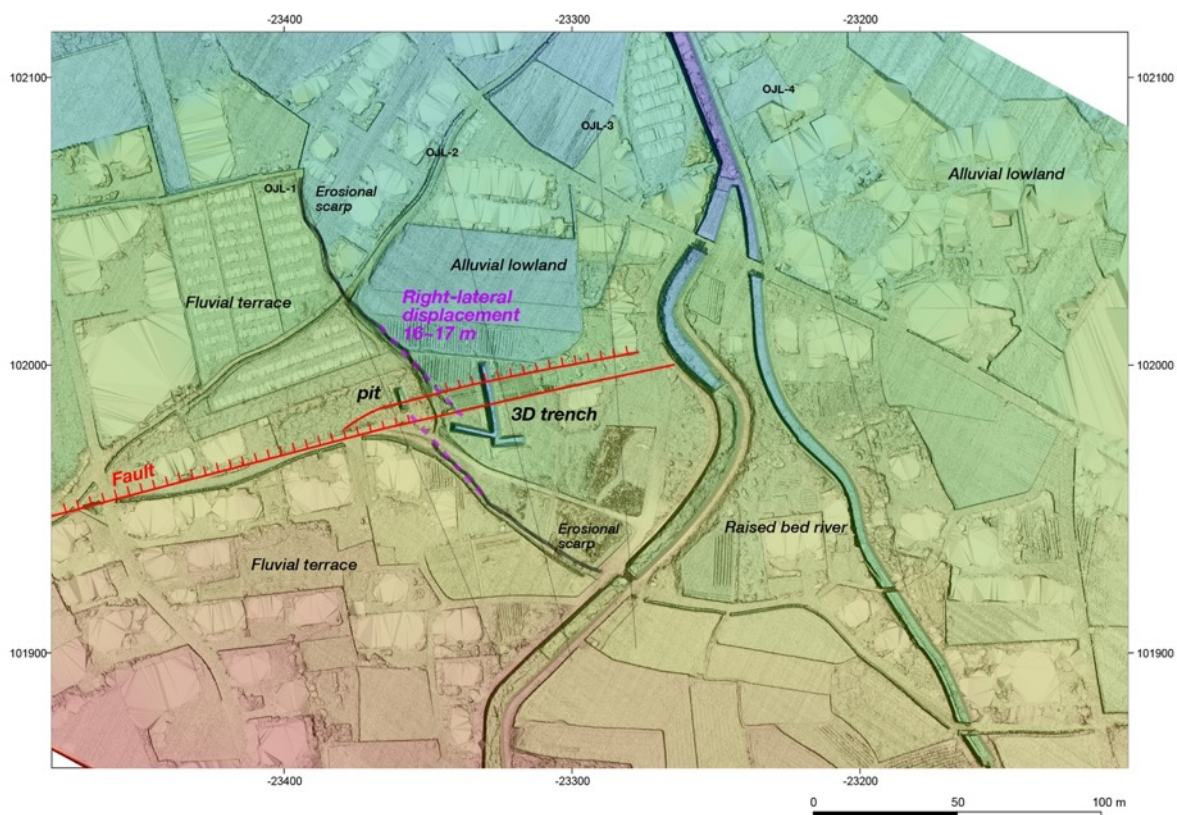 -23400
-23300
-23200
102100
102100
OJL-4
OJL-3
OJL-2
OJL-1
Erosional
scarp
Alluvial lowland
Alluvial lowland
Fluvial terrace
Right-lateral
displacement
16~17 m
102000
102000
pit
3D trench
Fault
Erosional
scarp
Raised bed river
Fluvial terrace
101900
101900
-23400
-23300
-23200
0
50
100 m